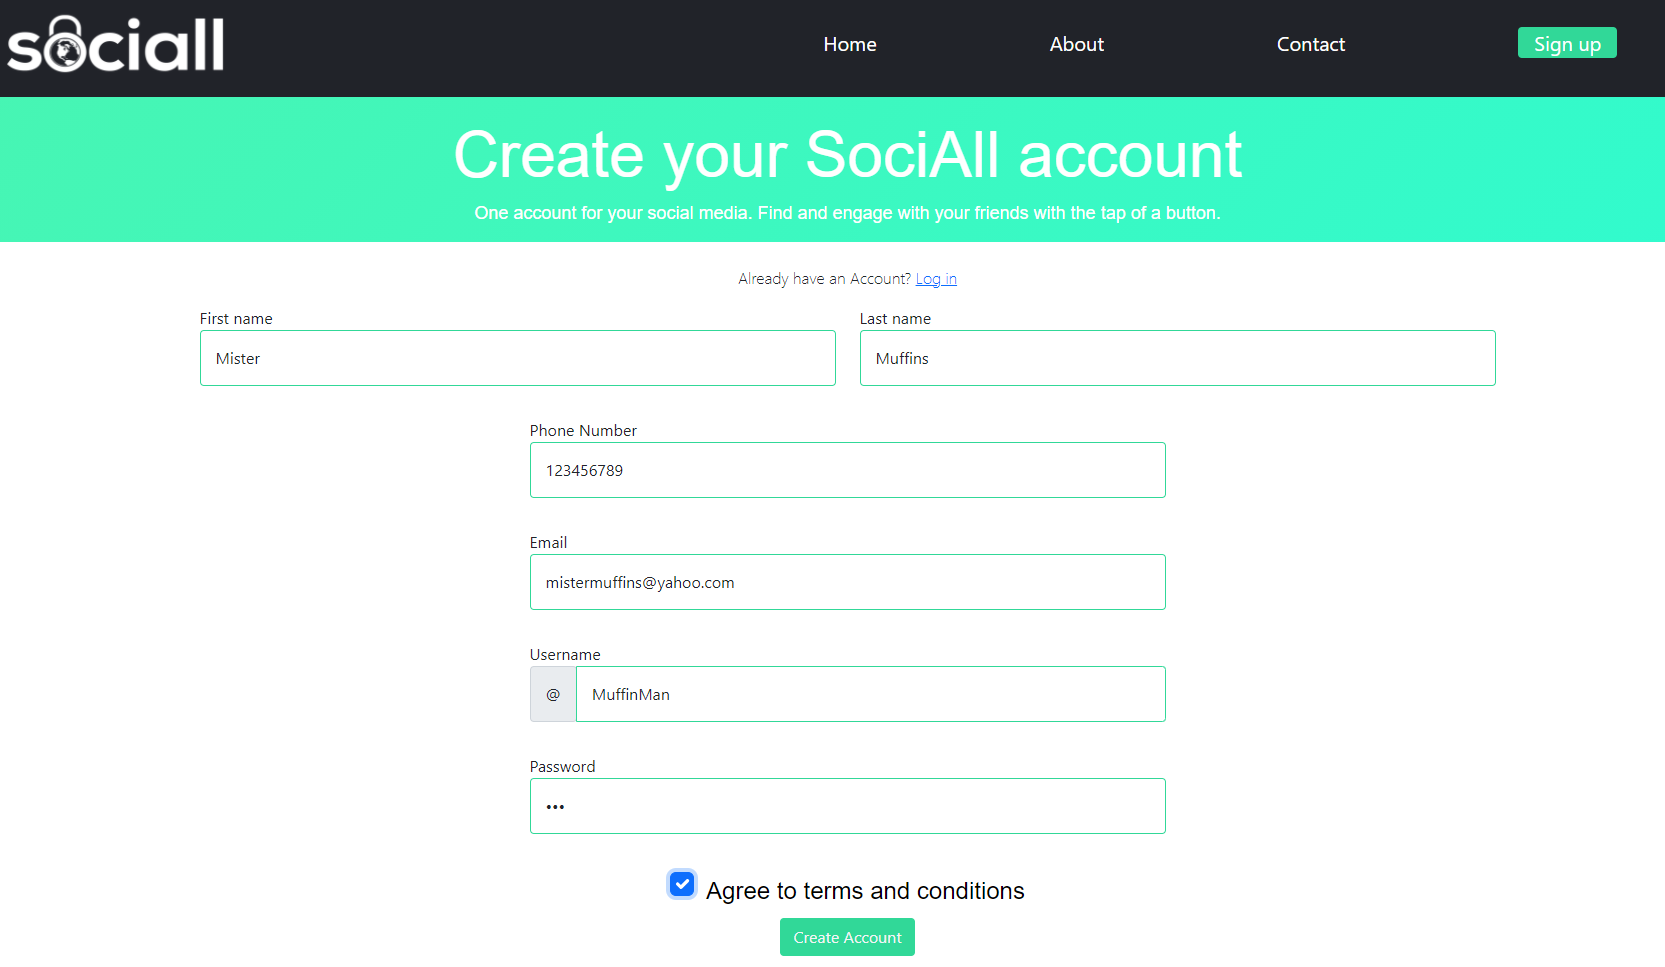 sociall
Home About Contact Sign up
Create your SociAll account
One account for your social media. Find and engage with your friends with the tap of a button.
Already have an Account? Log in
First name Last name
Mister Muffins
Phone Number
123456789
Email
mistermuffins@yahoo.com
Username
@ MuffinMan
Password
•••
Agree to terms and conditions
Create Account